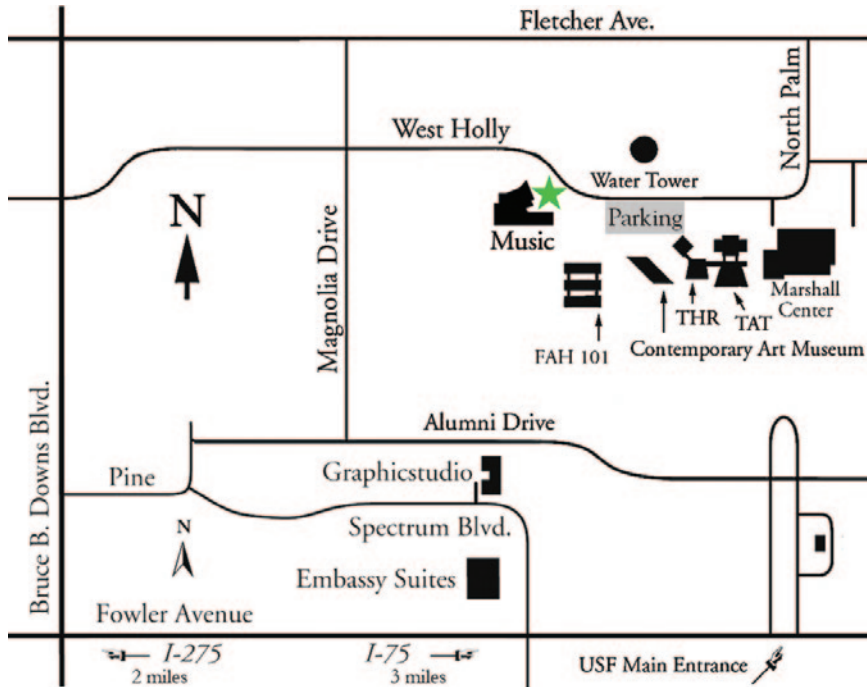 Fletcher Ave.
North Palm
West Holly
Water Tower
N
Parking
Music
Magnolia Drive
Marshall
Center
THR
TAT
FAH 101
Contemporary Art Museum
Bruce B. Downs Blvd.
Alumni Drive
Pine
Graphicstudio
Spectrum Blvd.
N
Embassy Suites
Fowler Avenue
I-275
2 miles
I-75
3 miles
USF Main Entrance